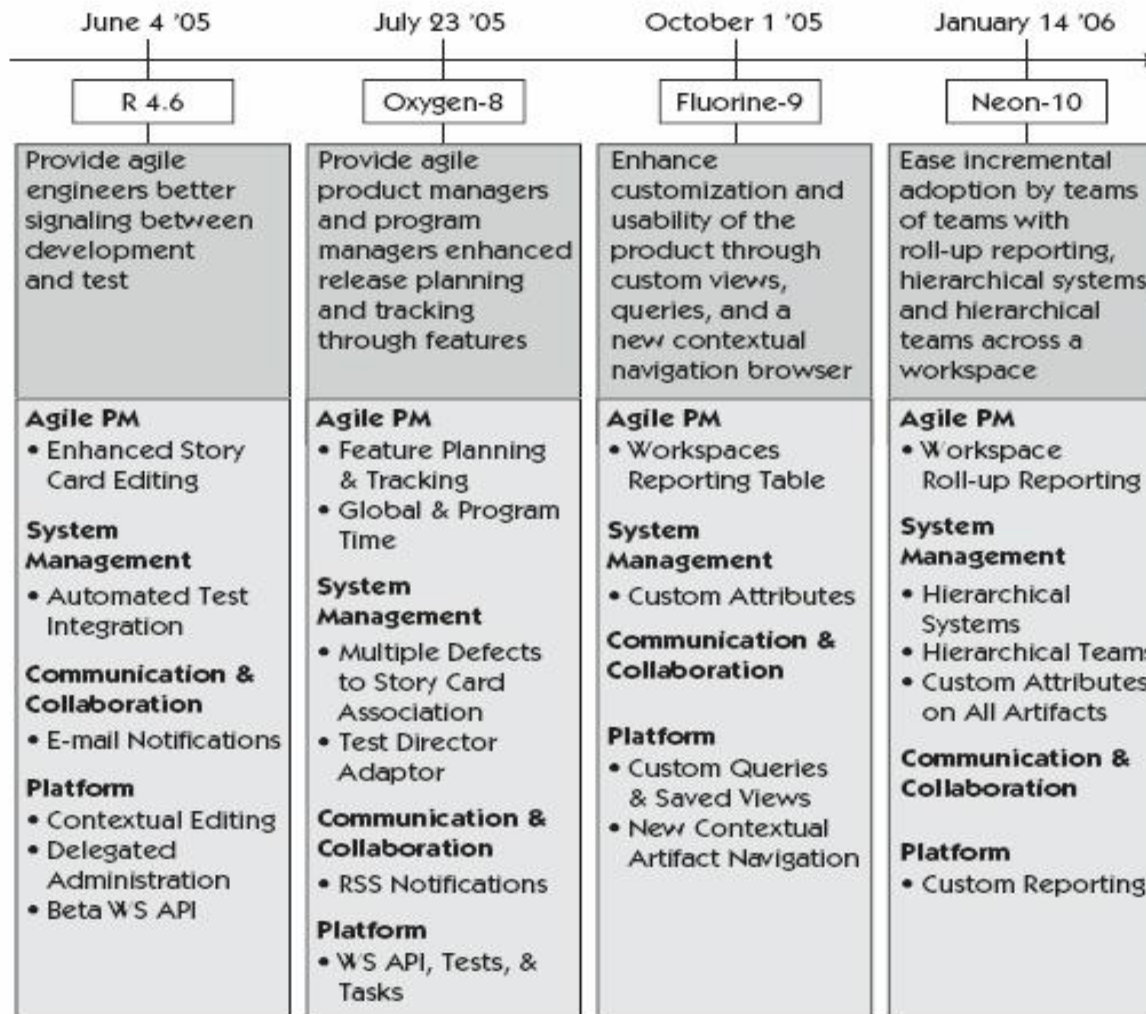 June 4 '05
July 23 '05
October 1 '05
January 14 '06
R 4.6
Oxygen-8
Fluorine-9
Neon-10
Provide agile
engineers better
signaling between
development
and test
Agile PM
• Enhanced Story
Card Editing
System
Management
• Automated Test
Integration
Communication &
Collaboration
• E-mail Notifications
Platform
• Contextual Editing
• Delegated
Administration
• Beta WS API
Provide agile
product managers
and program
managers enhanced
release planning
and tracking
through features
Agile PM
• Feature Planning
& Tracking
• Global & Program
Time
System
Management
• Multiple Defects
to Story Card
Association
• Test Director
Adaptor
Communication &
Collaboration
• RSS Notifications
Platform
• WS API, Tests, &
Tasks
Enhance
customization and
usability of the
product through
custom views,
queries, and a
new contextual
navigation browser
Agile PM
• Workspaces
Reporting Table
System
Management
• Custom Attributes
Communication &
Collaboration
Platform
• Custom Queries
& Saved Views
• New Contextual
Artifact Navigation
Ease incremental
adoption by teams
of teams with
roll-up reporting,
hierarchical systems
and hierarchical
teams across a
workspace
Agile PM
• Workspace
Roll-up Reporting
System
Management
• Hierarchical
Systems
• Hierarchical Teams
• Custom Attributes
on All Artifacts
Communication &
Collaboration
Platform
• Custom Reporting